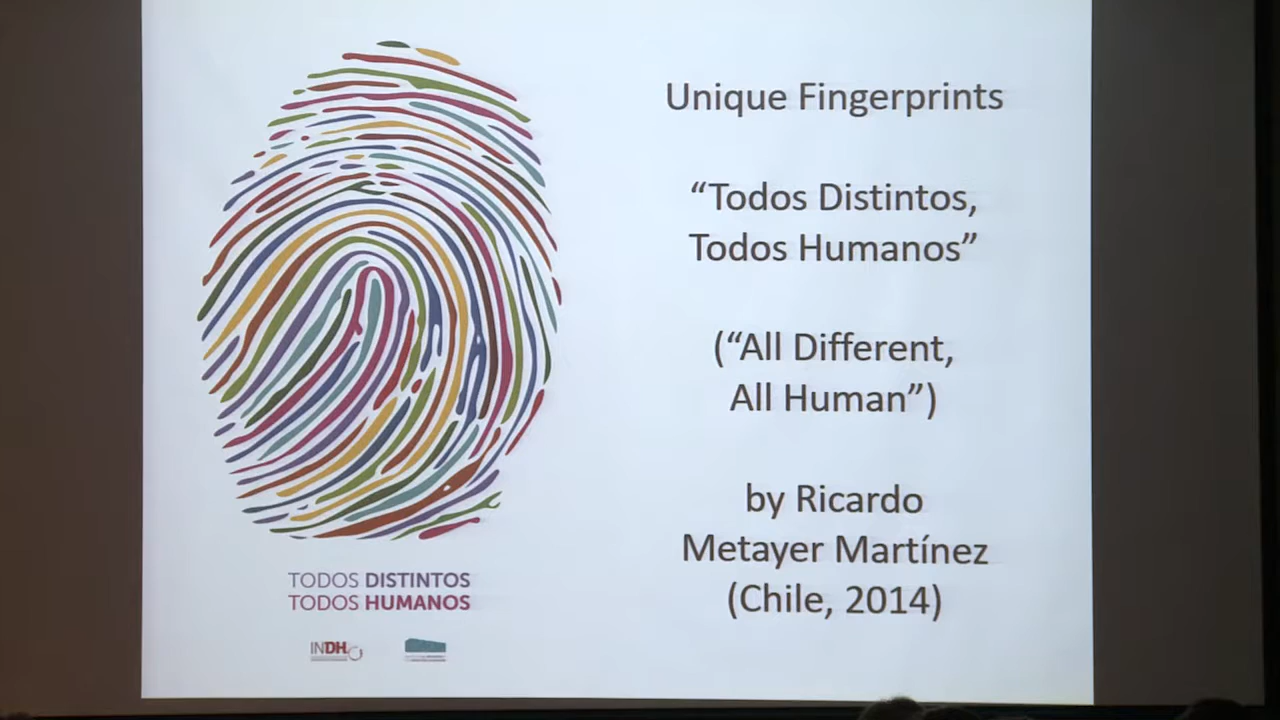 Unique Fingerprints
“Todos Distintos,
Todos Humanos”
(“All Different,
All Human”)
by Ricardo
Metayer Martínez
(Chile, 2014)
TODOS DISTINTOS
TODOS HUMANOS
INDH